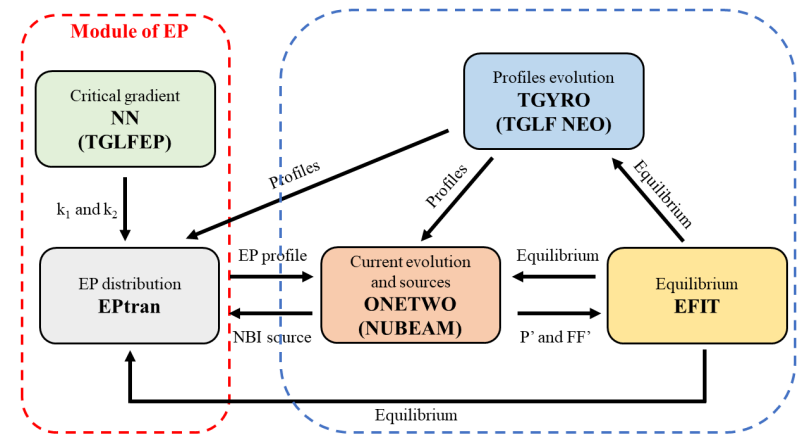 Module of EP
Critical gradient
NN
(TGLFEP)
Profiles evolution
TGYRO
(TGLF NEO)
Profiles
Profiles
Equilibrium
k₁ and k₂
EP distribution
EPtran
EP profile
NBI source
Current evolution
and sources
ONETWO
(NUBEAM)
Equilibrium
P’ and FF’
Equilibrium
EFIT
Equilibrium